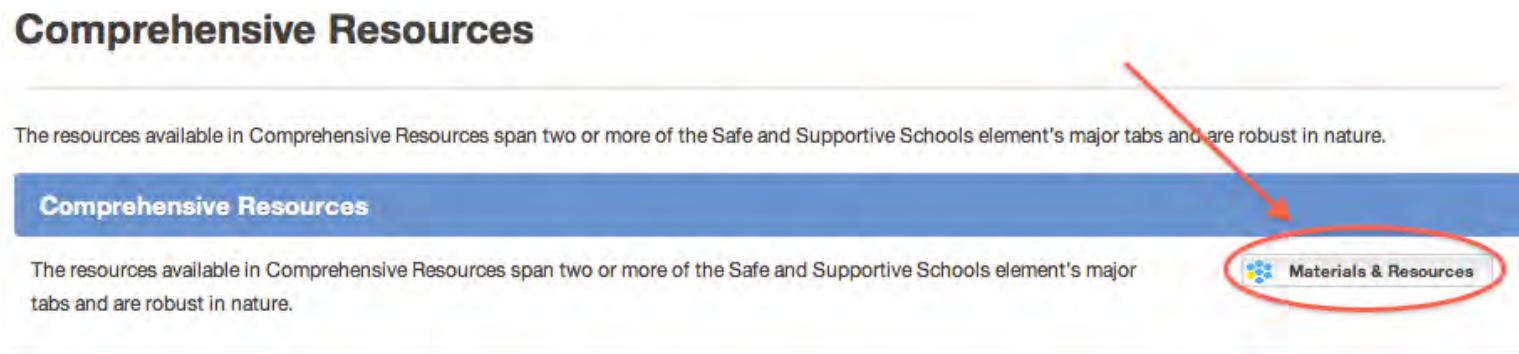 Comprehensive Resources
The resources available in Comprehensive Resources span two or more of the Safe and Supportive Schools element's major tabs and are robust in nature.
Comprehensive Resources
The resources available in Comprehensive Resources span two or more of the Safe and Supportive Schools element's major
tabs and are robust in nature.
Materials & Resources